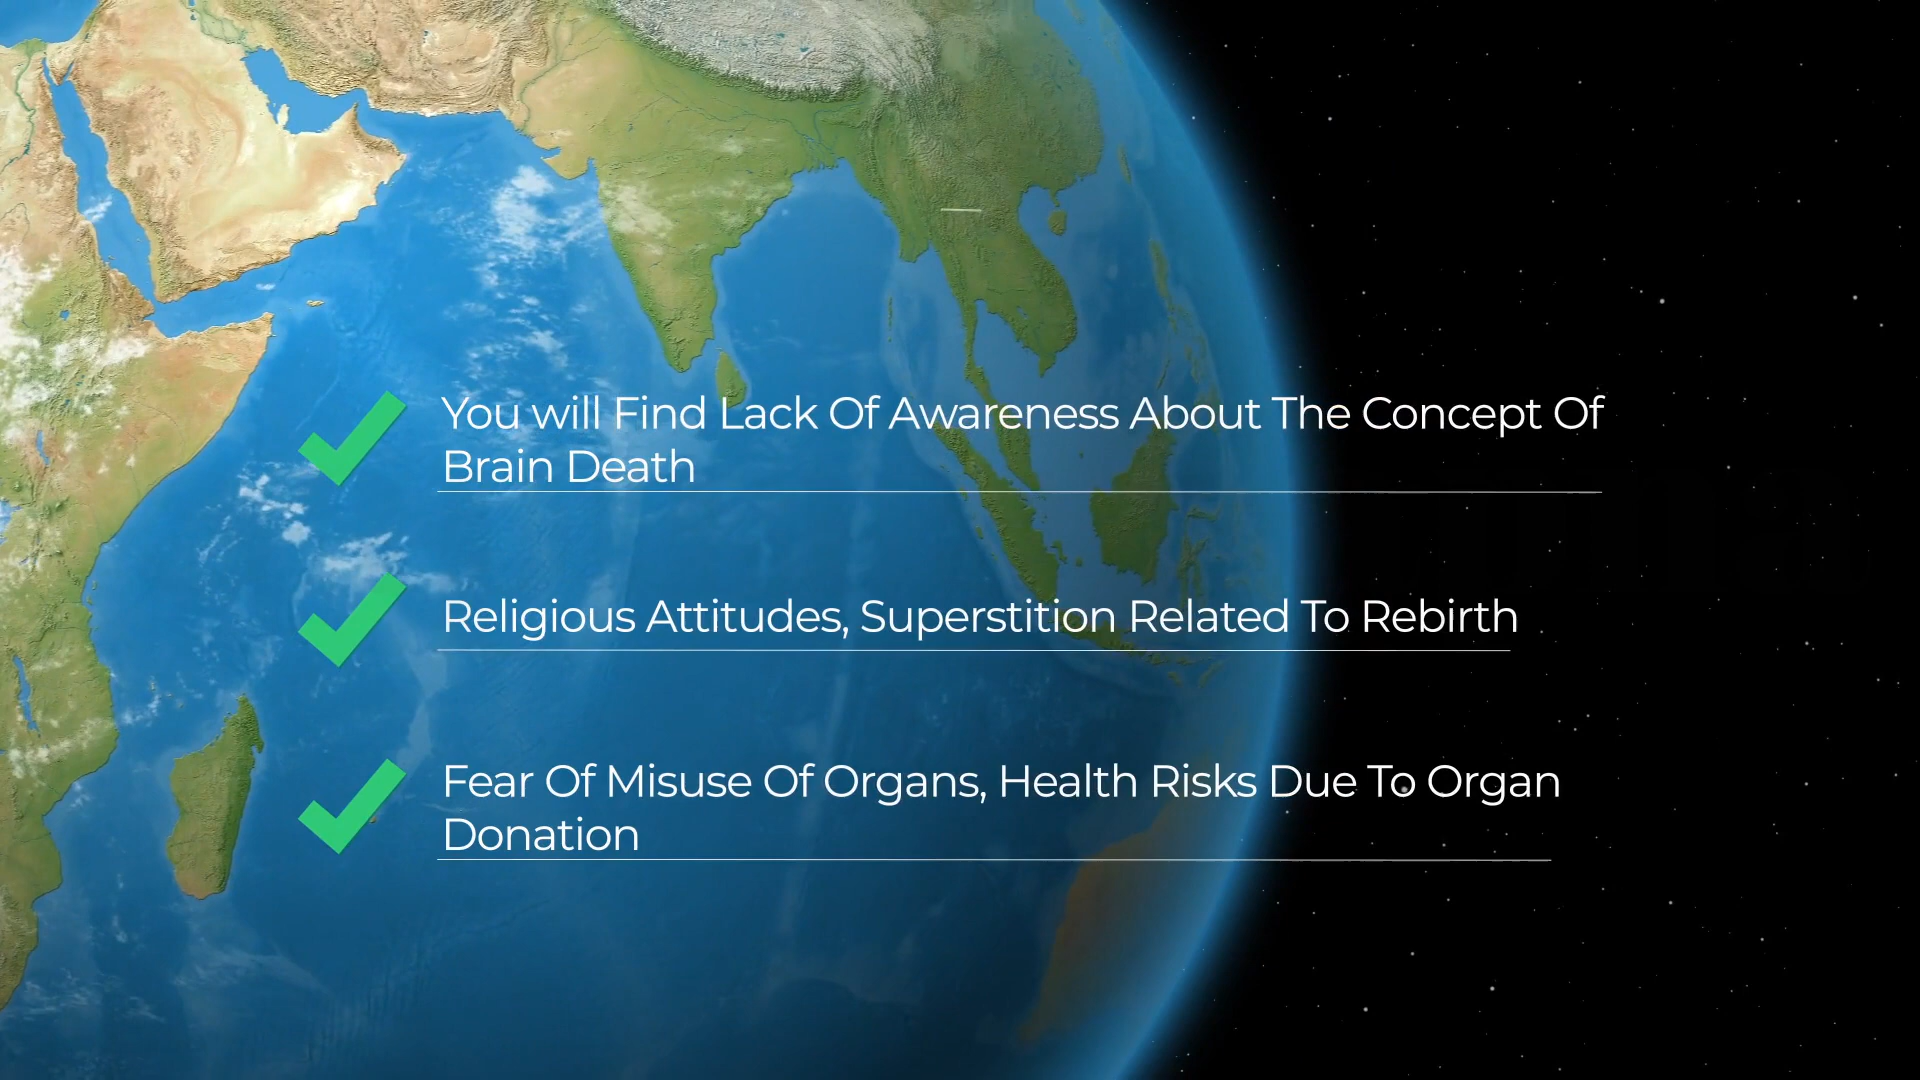 You will Find Lack Of Awareness About The Concept Of
Brain Death
Religious Attitudes, Superstition Related To Rebirth
Fear Of Misuse Of Organs, Health Risks Due To Organ
Donation